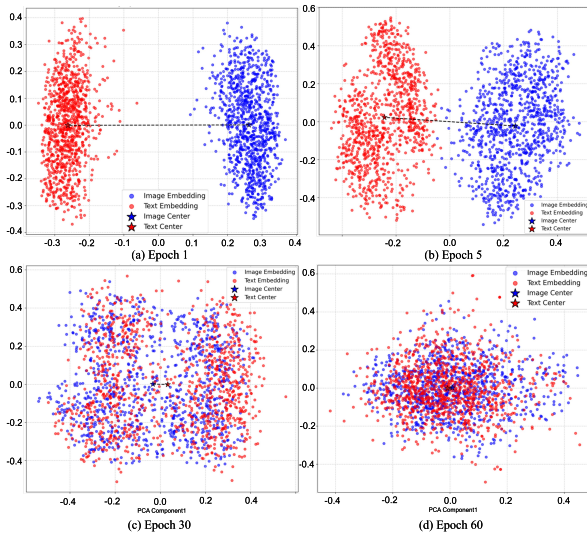 0.4
0.3
0.2
0.1
0.0
-0.1
-0.2
-0.3
-0.4
-0.3 -0.2 -0.1 0.0 0.1 0.2 0.3 0.4
Image Embedding
Text Embedding
Image Center
Text Center
(a) Epoch 1
0.6
0.4
0.2
0.0
-0.2
-0.4
-0.2 0.0 0.2 0.4
Image Embedding
Text Embedding
Image Center
Text Center
(b) Epoch 5
0.6
0.4
0.2
0.0
-0.2
-0.4
-0.4 -0.2 0.0 0.2 0.4
Image Embedding
Text Embedding
Image Center
Text Center
PCA Component1
(c) Epoch 30
0.6
0.4
0.2
0.0
-0.2
-0.4
-0.4 -0.2 0.0 0.2 0.4
Image Embedding
Text Embedding
Image Center
Text Center
PCA Component1
(d) Epoch 60